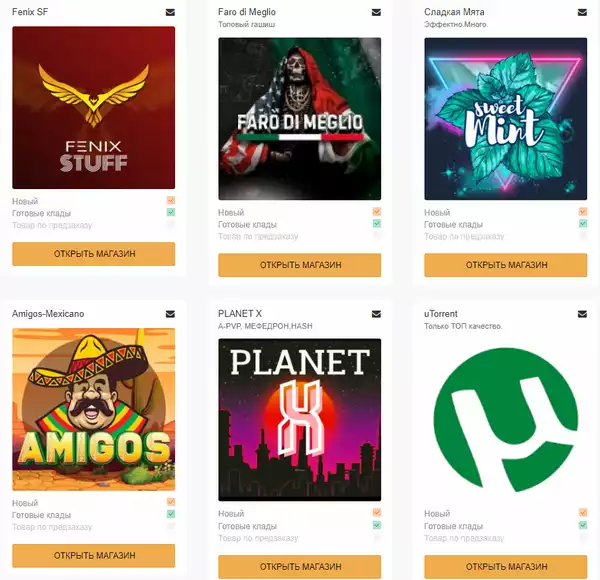 Fenix SF
FENIX
STUFF
Новый
Готовые клады
Товар по предзаказу
ОТКРЫТЬ МАГАЗИН
Faro di Meglio
Топовый гашиш
FARO DI MEGLIO
Новый
Готовые клады
Товар по предзаказу
ОТКРЫТЬ МАГАЗИН
Сладкая Мята
Эффектно.Много.
sweet
Mint
Новый
Готовые клады
Товар по предзаказу
ОТКРЫТЬ МАГАЗИН
Amigos-Mexicano
AMIGOS
Новый
Готовые клады
Товар по предзаказу
ОТКРЫТЬ МАГАЗИН
PLANET X
A-PVP, МЕФЕДРОН,HASH
PLANET
X
Новый
Готовые клады
Товар по предзаказу
ОТКРЫТЬ МАГАЗИН
uTorrent
Только ТОП качество.
µ
Новый
Готовые клады
Товар по предзаказу
ОТКРЫТЬ МАГАЗИН